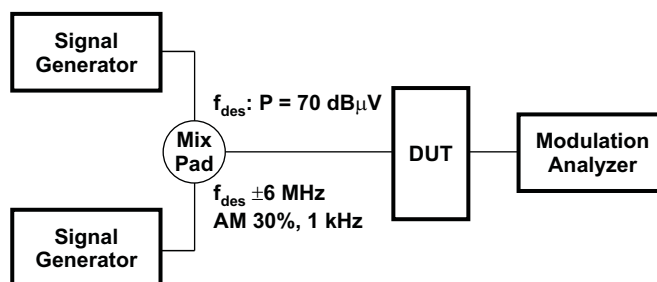 Signal
Generator
f_des: P = 70 dBµV
Mix
Pad
DUT
Modulation
Analyzer
f_des ±6 MHz
AM 30%, 1 kHz
Signal
Generator